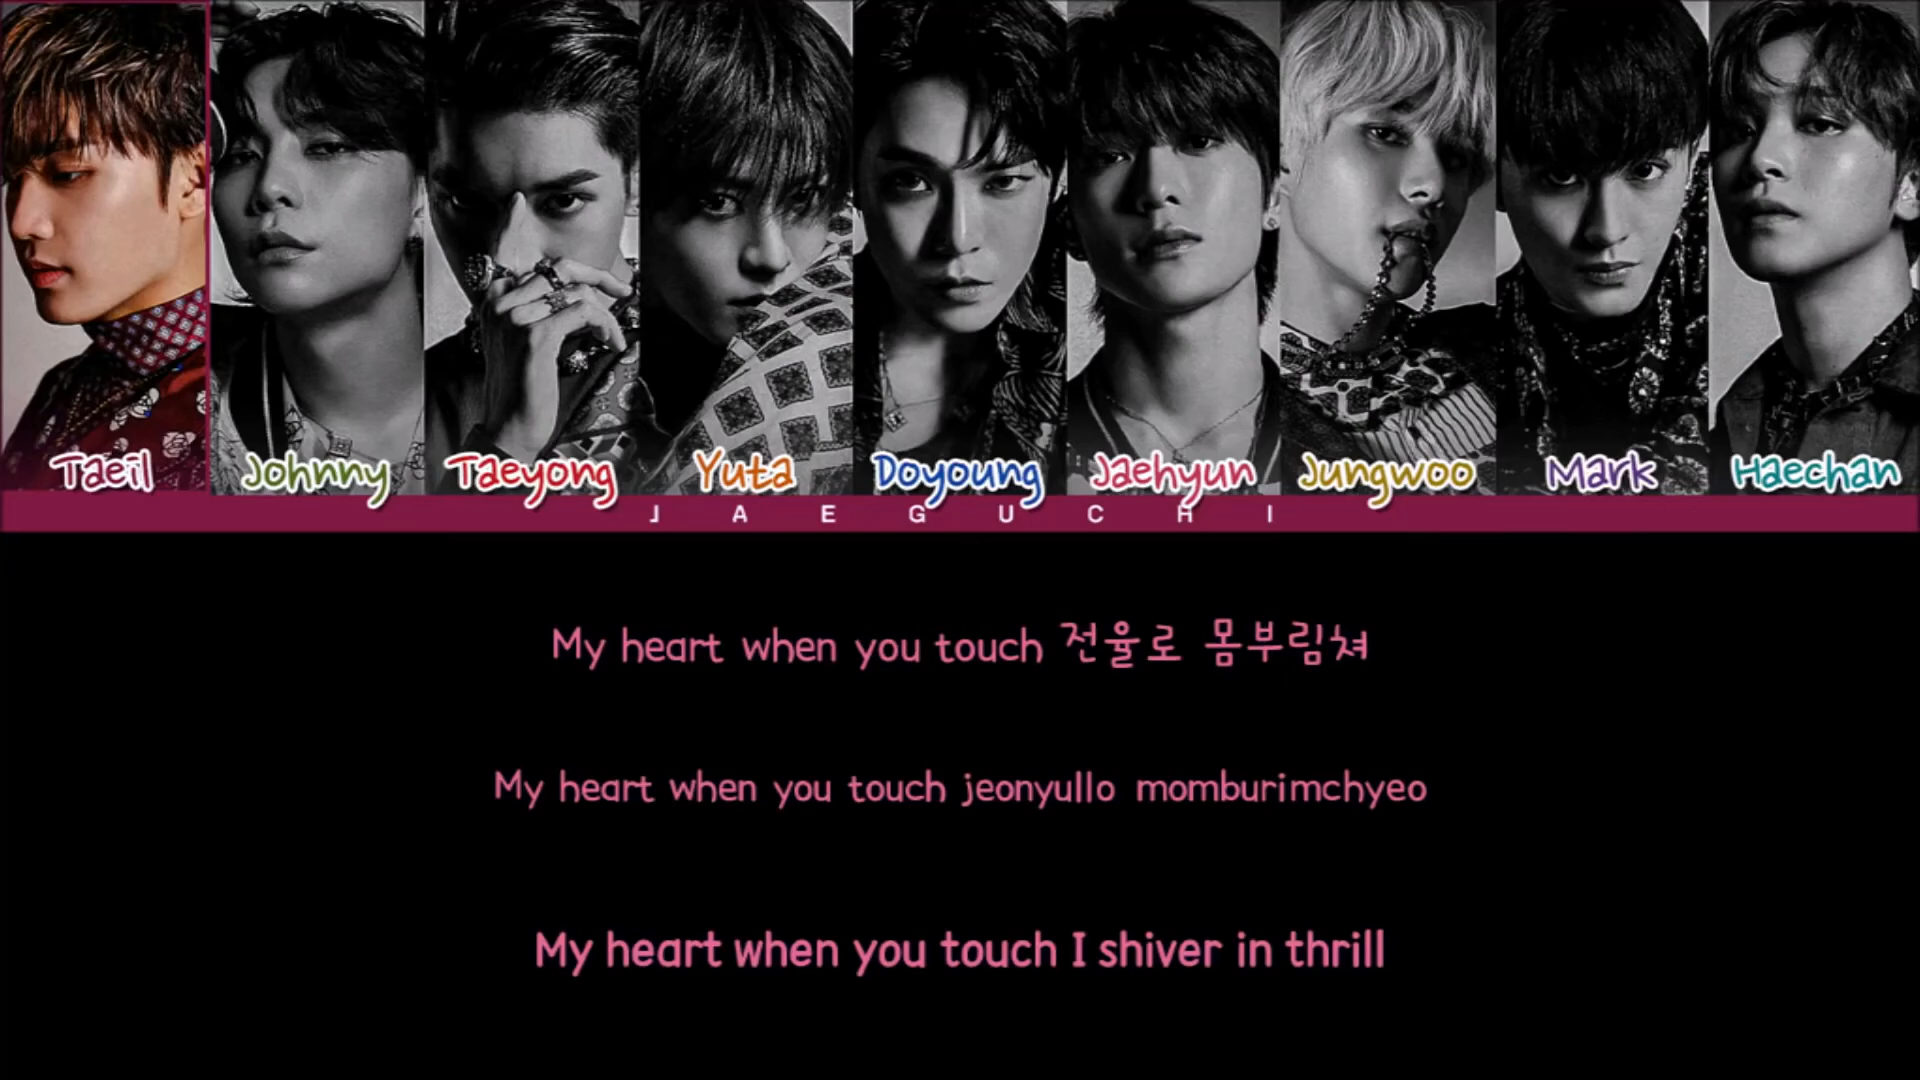 Taeil Johnny Taeyong Yuta Doyoung Jaehyun Jungwoo Mark Haechan
JAEGUCHI
My heart when you touch 전율로 몸부림쳐
My heart when you touch jeonyullo momburimchyeo
My heart when you touch I shiver in thrill